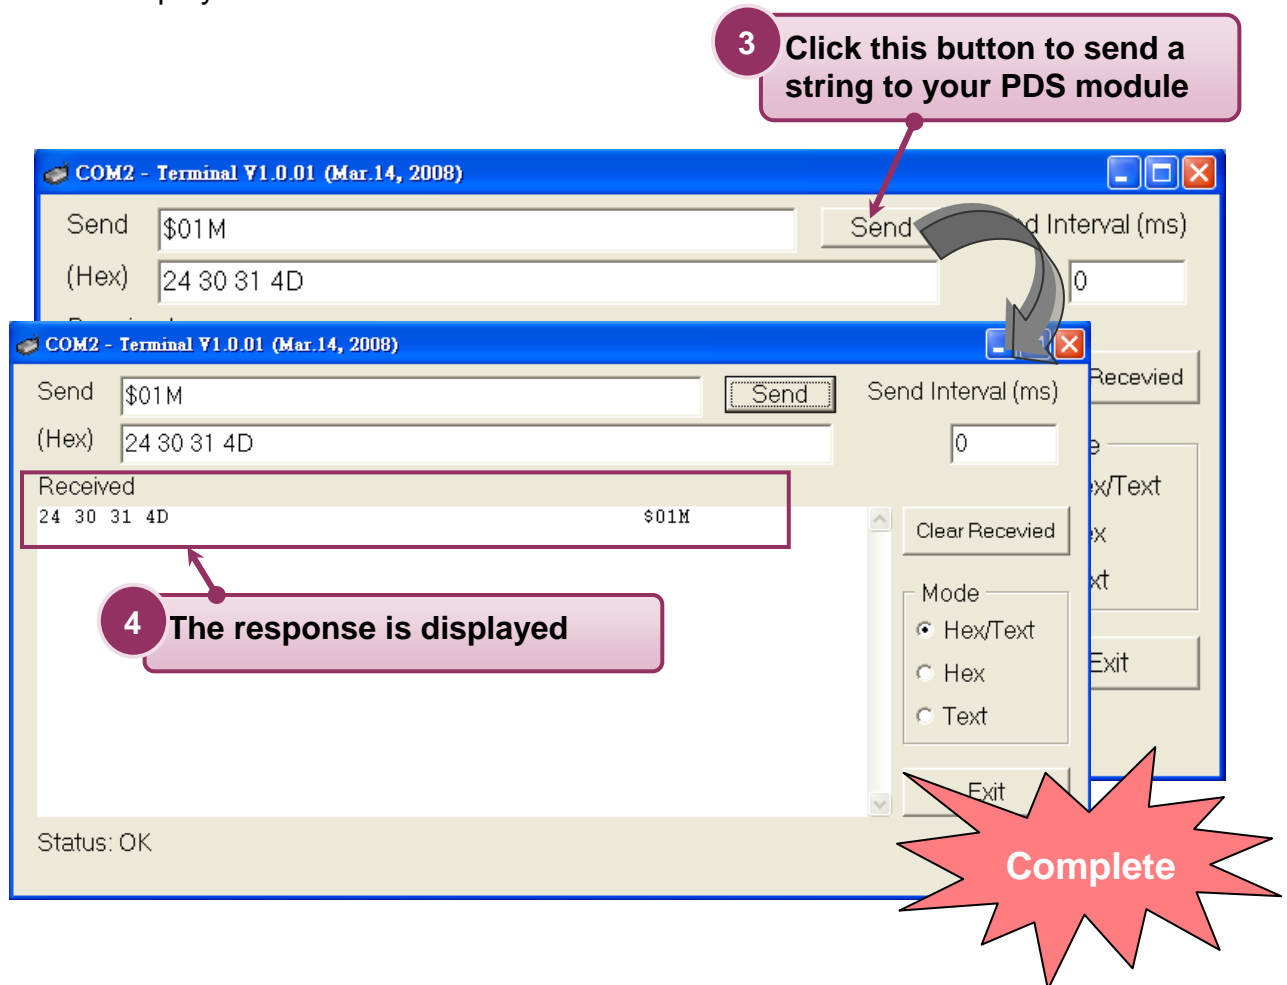 3
Click this button to send a
string to your PDS module
COM2 - Terminal V1.0.01 (Mar.14, 2008)
Send
$01M
Send
Interval (ms)
(Hex)
24 30 31 4D
0
COM2 - Terminal V1.0.01 (Mar.14, 2008)
Recevied
Send
$01M
Send
Send Interval (ms)
(Hex)
24 30 31 4D
0
Received
ex/Text
24 30 31 4D $01M
Clear Recevied
4
The response is displayed
Mode
Hex/Text
Hex
Text
Exit
Exit
Status: OK
Complete